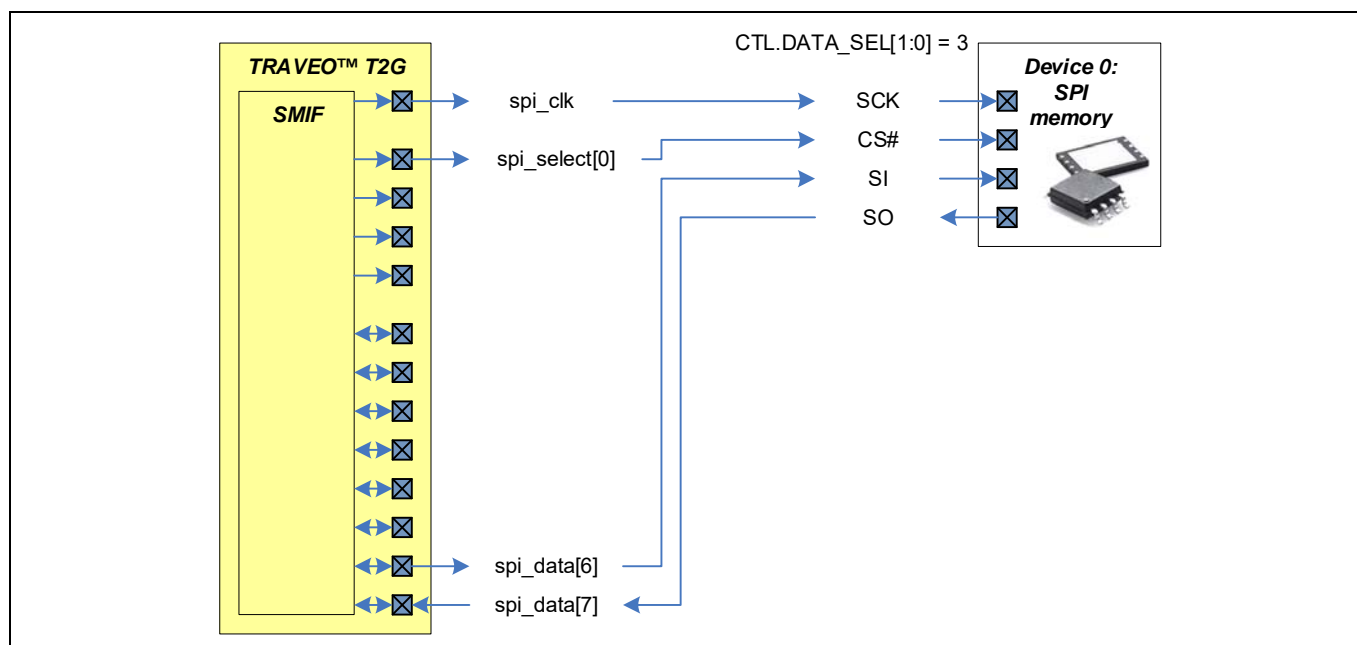 TRAVEO™ T2G
SMIF
spi_clk
spi_select[0]
spi_data[6]
spi_data[7]
CTL.DATA_SEL[1:0] = 3
SCK
CS#
SI
SO
Device 0:
SPI
memory